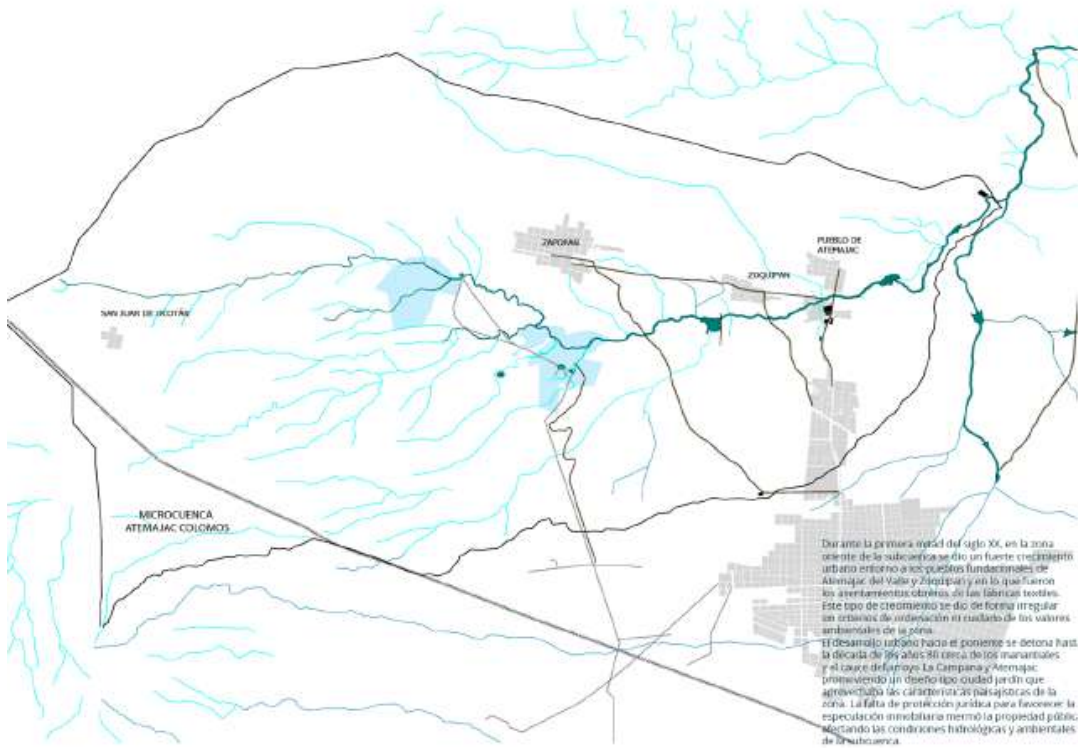 ZAPOPAN
PUEBLO DE
ATEMAJAC
ZOQUIPAN
SAN JUAN DE OCOTÁN
MICROCUENCA
ATEMAJAC COLOMOS
Durante la primera mitad del siglo XX, en la zona
oriente de la subcuenca se dio un fuerte crecimiento
urbano entorno a los pueblos fundacionales de
Atemajac del Valle y Zoquipan y en lo que fueron
los asentamientos obreros de las fábricas textiles.
Este tipo de crecimiento se dio de forma irregular
sin criterios de ordenación ni cuidado de los valores
ambientales de la zona.
El desarrollo urbano hacia el poniente se detona hasta
la década de los años 80 cerca de los manantiales
y el cauce del arroyo La Campana y Atemajac
promoviendo un diseño tipo ciudad jardín que
aprovechaba las características paisajísticas de la
zona. La falta de protección jurídica para favorecer la
especulación inmobiliaria mermó la propiedad pública
afectando las condiciones hidrológicas y ambientales
de la subcuenca.